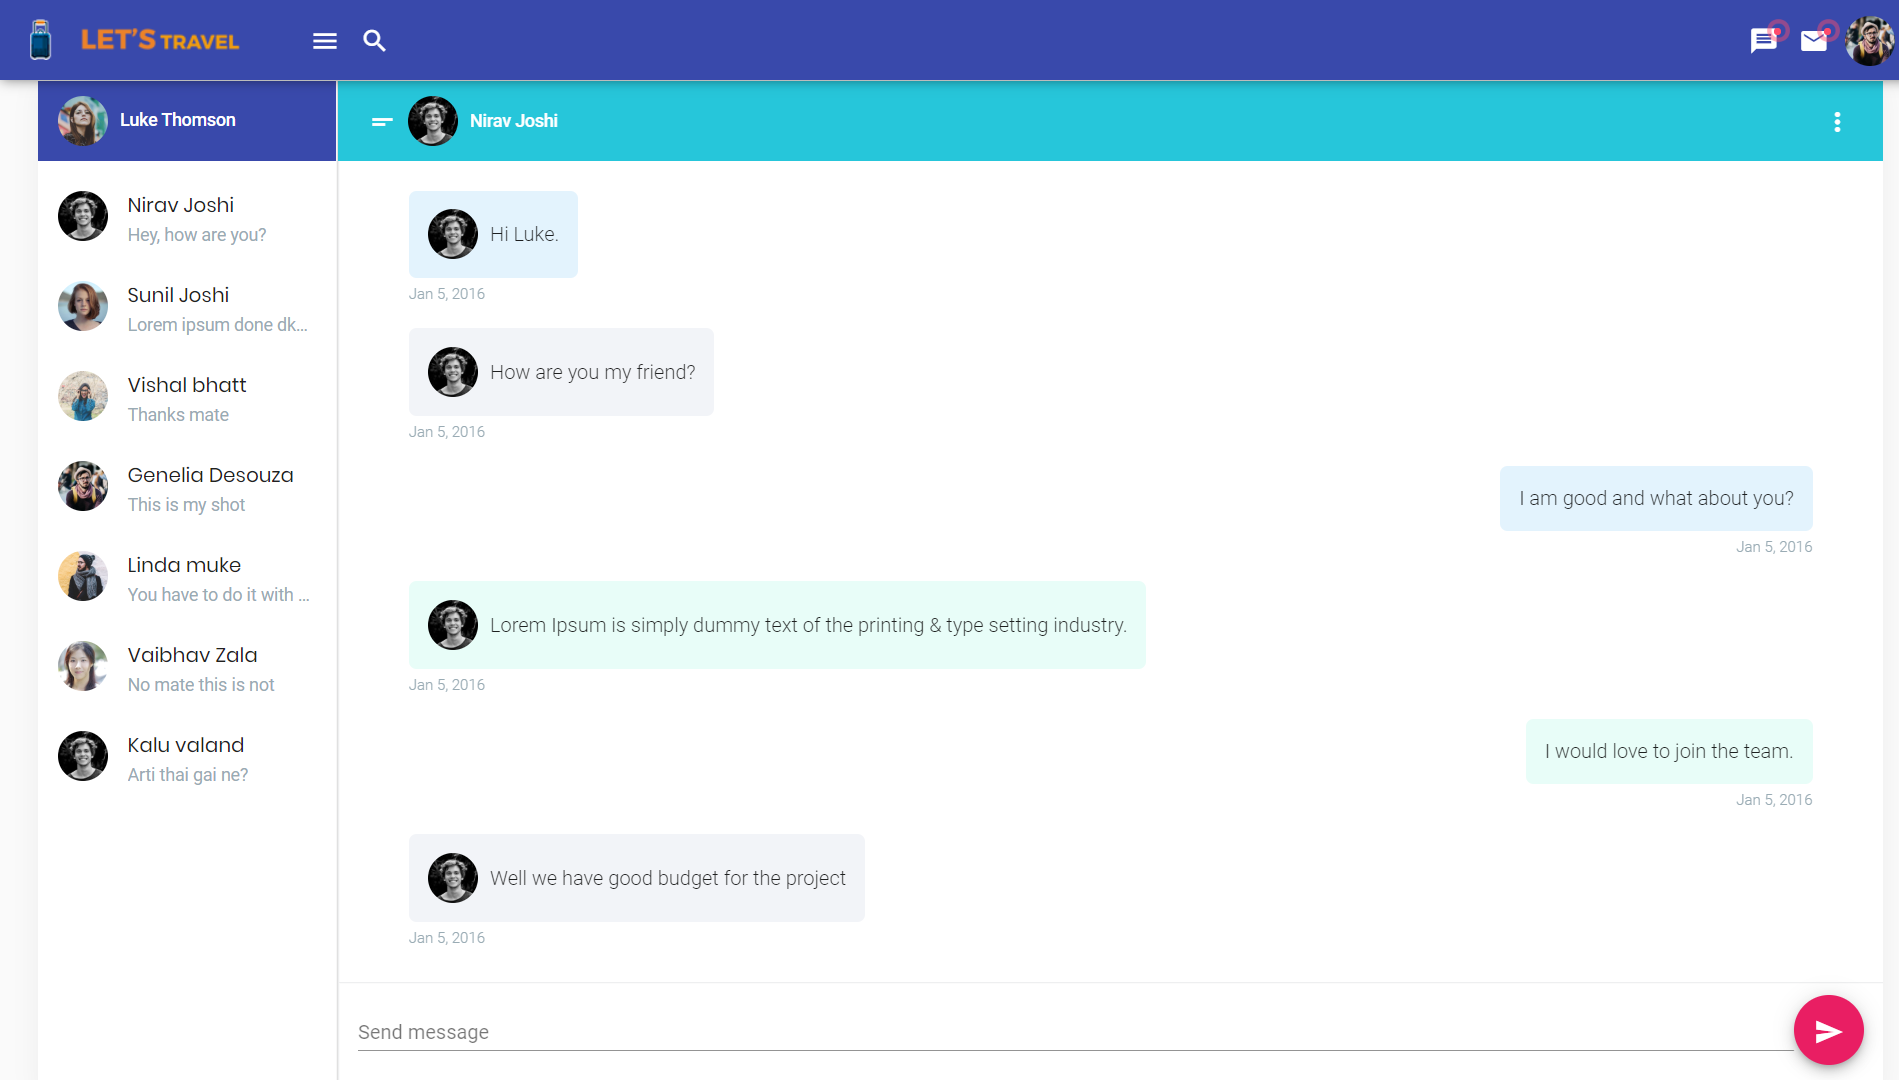 LET'S TRAVEL
Luke Thomson
Nirav Joshi
Nirav Joshi
Hey, how are you?
Sunil Joshi
Lorem ipsum done dk...
Vishal bhatt
Thanks mate
Genelia Desouza
This is my shot
Linda muke
You have to do it with ...
Vaibhav Zala
No mate this is not
Kalu valand
Arti thai gai ne?
Hi Luke.
Jan 5, 2016
How are you my friend?
Jan 5, 2016
I am good and what about you?
Jan 5, 2016
Lorem Ipsum is simply dummy text of the printing & type setting industry.
Jan 5, 2016
I would love to join the team.
Jan 5, 2016
Well we have good budget for the project
Jan 5, 2016
Send message